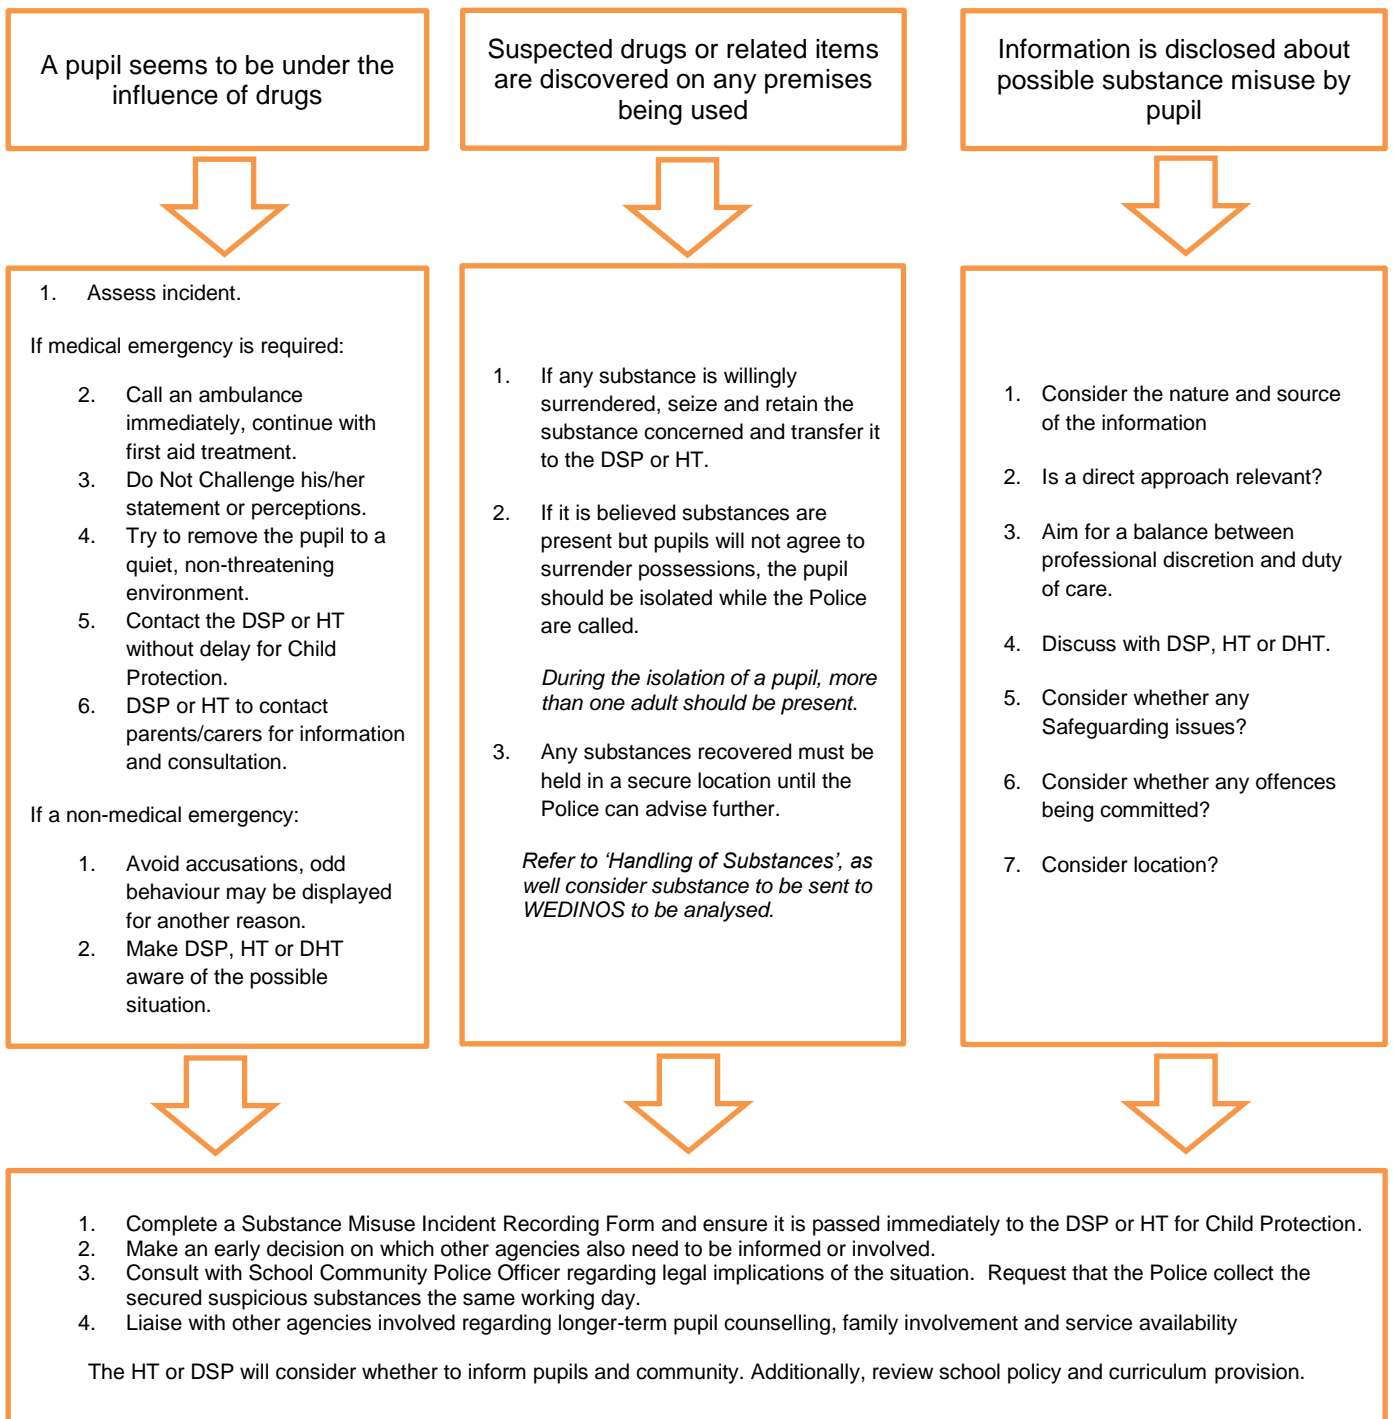 A pupil seems to be under the
influence of drugs
Suspected drugs or related items
are discovered on any premises
being used
Information is disclosed about
possible substance misuse by
pupil
1. Assess incident.
If medical emergency is required:
2. Call an ambulance
immediately, continue with
first aid treatment.
3. Do Not Challenge his/her
statement or perceptions.
4. Try to remove the pupil to a
quiet, non-threatening
environment.
5. Contact the DSP or HT
without delay for Child
Protection.
6. DSP or HT to contact
parents/carers for information
and consultation.
If a non-medical emergency:
1. Avoid accusations, odd
behaviour may be displayed
for another reason.
2. Make DSP, HT or DHT
aware of the possible
situation.
1. If any substance is willingly
surrendered, seize and retain the
substance concerned and transfer it
to the DSP or HT.
2. If it is believed substances are
present but pupils will not agree to
surrender possessions, the pupil
should be isolated while the Police
are called.
During the isolation of a pupil, more
than one adult should be present.
3. Any substances recovered must be
held in a secure location until the
Police can advise further.
Refer to ‘Handling of Substances’, as
well consider substance to be sent to
WEDINOS to be analysed.
1. Consider the nature and source
of the information
2. Is a direct approach relevant?
3. Aim for a balance between
professional discretion and duty
of care.
4. Discuss with DSP, HT or DHT.
5. Consider whether any
Safeguarding issues?
6. Consider whether any offences
being committed?
7. Consider location?
1. Complete a Substance Misuse Incident Recording Form and ensure it is passed immediately to the DSP or HT for Child Protection.
2. Make an early decision on which other agencies also need to be informed or involved.
3. Consult with School Community Police Officer regarding legal implications of the situation. Request that the Police collect the
secured suspicious substances the same working day.
4. Liaise with other agencies involved regarding longer-term pupil counselling, family involvement and service availability
The HT or DSP will consider whether to inform pupils and community. Additionally, review school policy and curriculum provision.